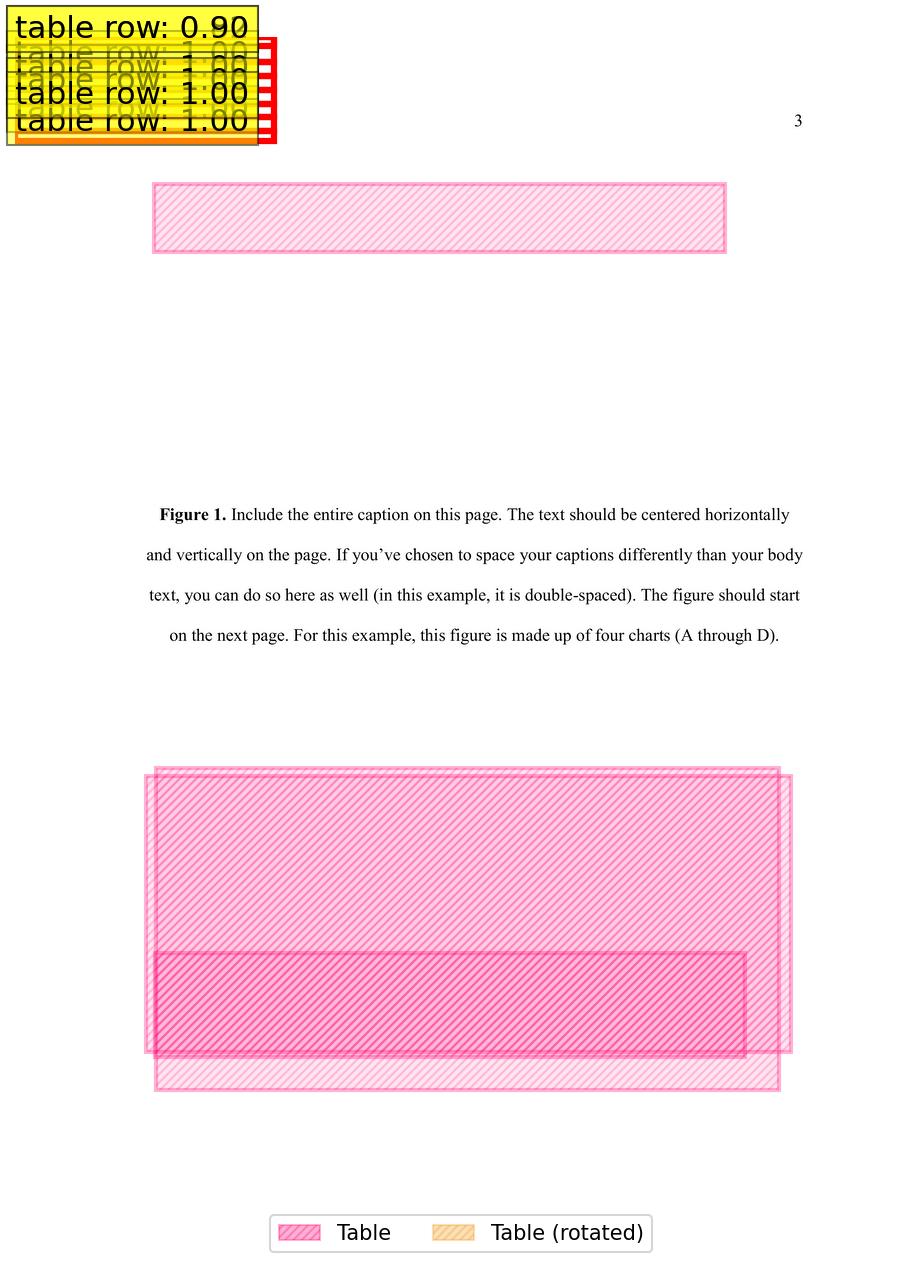 table row: 0.90
table row: 1.00
table row: 1.00
table row: 1.00
table row: 1.00
3
Figure 1. Include the entire caption on this page. The text should be centered horizontally
and vertically on the page. If you’ve chosen to space your captions differently than your body
text, you can do so here as well (in this example, it is double-spaced). The figure should start
on the next page. For this example, this figure is made up of four charts (A through D).
Table
Table (rotated)